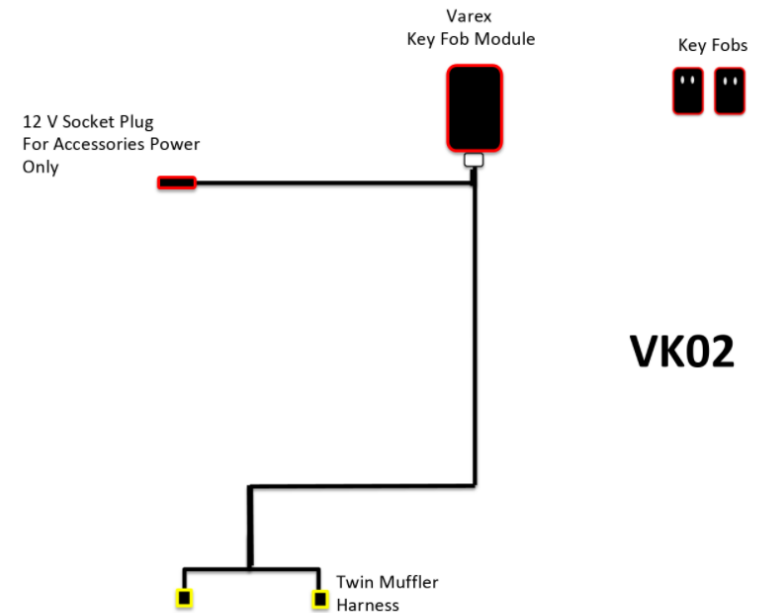 Varex
Key Fob Module
Key Fobs
12 V Socket Plug
For Accessories Power
Only
VK02
Twin Muffler
Harness